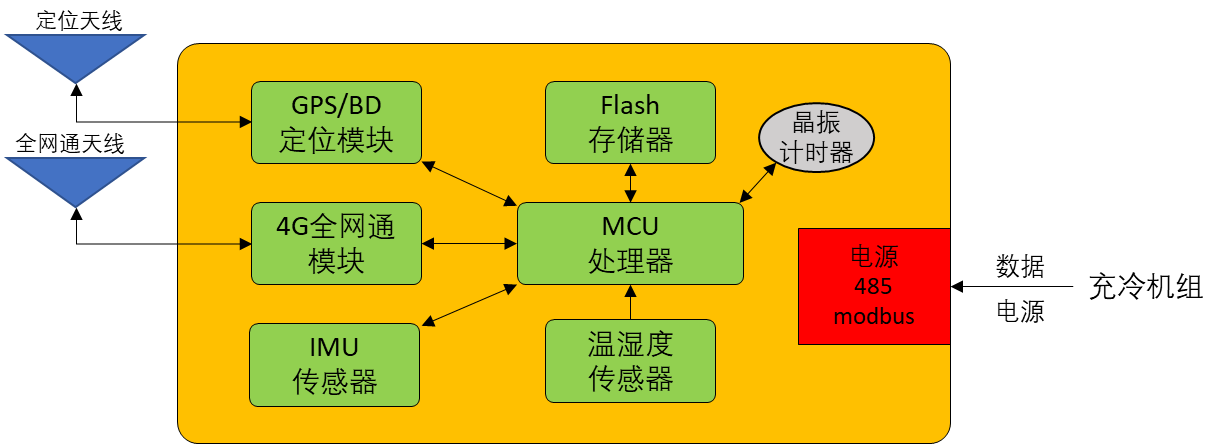 定位天线
全网通天线
GPS/BD
定位模块
Flash
存储器
晶振
计时器
4G全网通
模块
MCU
处理器
电源
485
modbus
数据
电源
充冷机组
IMU
传感器
温湿度
传感器